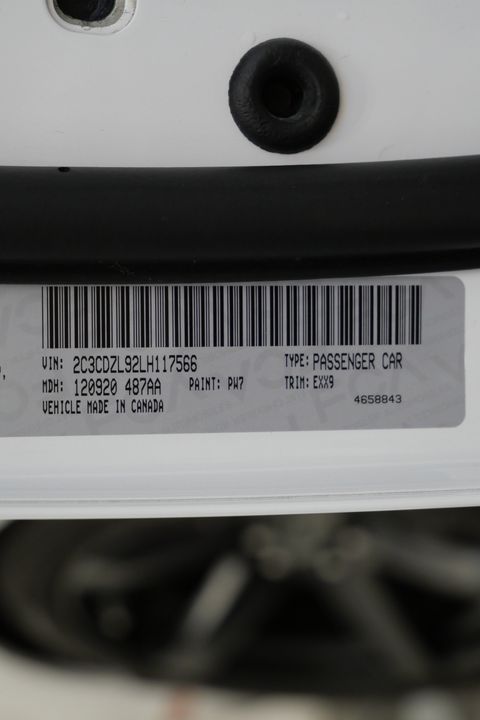 VIN: 2C3CDZL92LH117566 TYPE: PASSENGER CAR
MDH: 120920 487AA PAINT: PW7 TRIM: EXX9
VEHICLE MADE IN CANADA
4658843